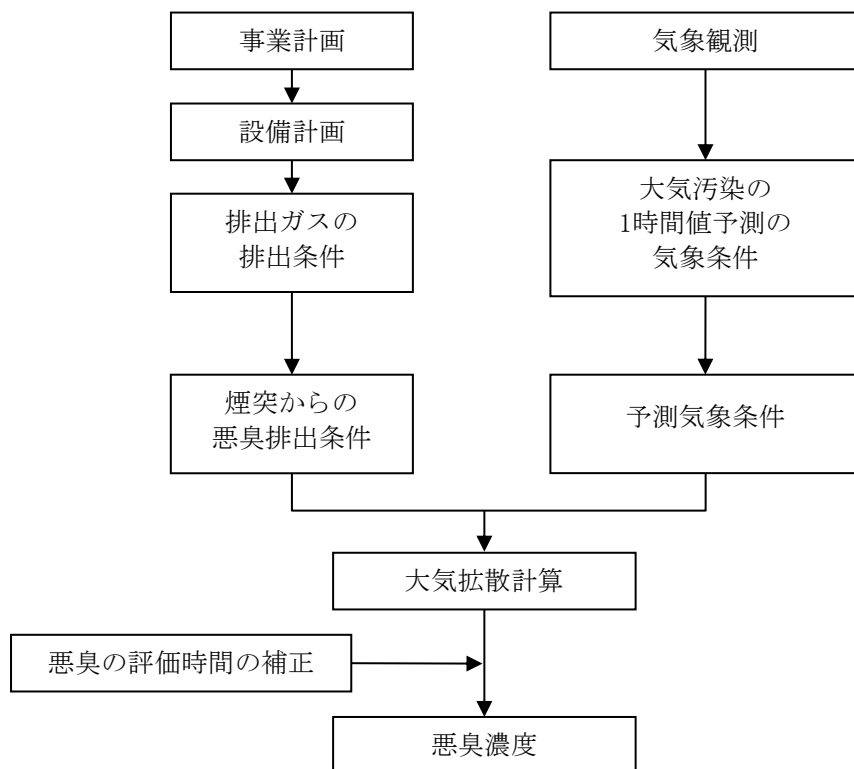 事業計画
気象観測
設備計画
排出ガスの
排出条件
大気汚染の
1時間値予測の
気象条件
煙突からの
悪臭排出条件
予測気象条件
大気拡散計算
悪臭の評価時間の補正
悪臭濃度